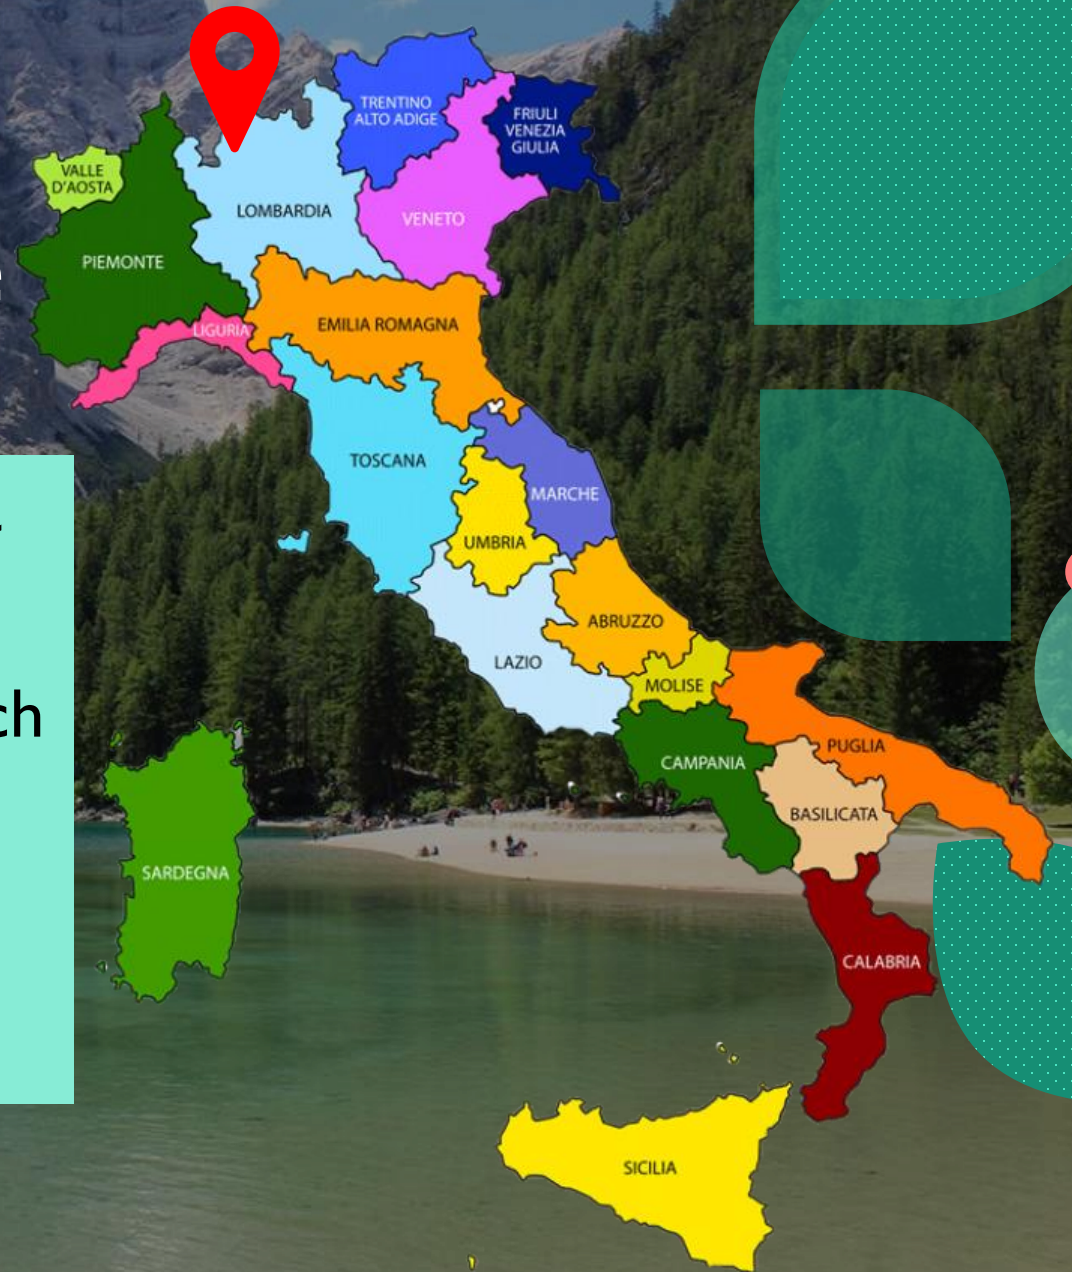 TRENTINO
ALTO ADIGE
FRIULI
VENEZIA
GIULIA
VALLE
D'AOSTA
LOMBARDIA
VENETO
PIEMONTE
LIGURIA
EMILIA ROMAGNA
TOSCANA
MARCHE
UMBRIA
ABRUZZO
LAZIO
MOLISE
ch
PUGLIA
CAMPANIA
BASILICATA
SARDEGNA
CALABRIA
SICILIA